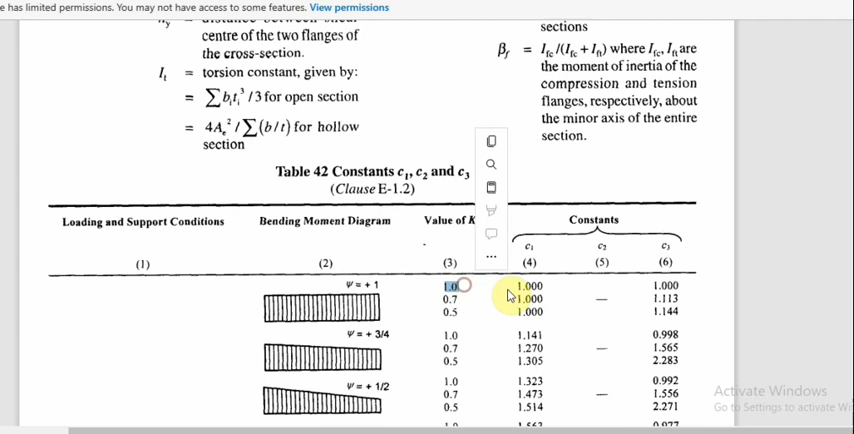 e has limited permissions. You may not have access to some features. View permissions
centre of the two flanges of
the cross-section.
I_t = torsion constant, given by:
= ∑ b_i t_i^3 /3 for open section
= 4A_e^2 / ∑ (b / t) for hollow
section
sections
β_f = I_fc /(I_fc + I_ft) where I_fc, I_ft are
the moment of inertia of the
compression and tension
flanges, respectively, about
the minor axis of the entire
section.
Table 42 Constants c_1, c_2 and c_3
(Clause E-1.2)
Loading and Support Conditions Bending Moment Diagram Value of K Constants
c_1 c_2 c_3
(1) (2) (3) (4) (5) (6)
Ψ = + 1 1.0 1.000 1.000
0.7 1.000 — 1.113
0.5 1.000 1.144
Ψ = + 3/4 1.0 1.141 0.998
0.7 1.270 — 1.565
0.5 1.305 2.283
Ψ = + 1/2 1.0 1.323 0.992
0.7 1.473 — 1.556
0.5 1.514 2.271
Activate Windows
Go to Settings to activate Wi